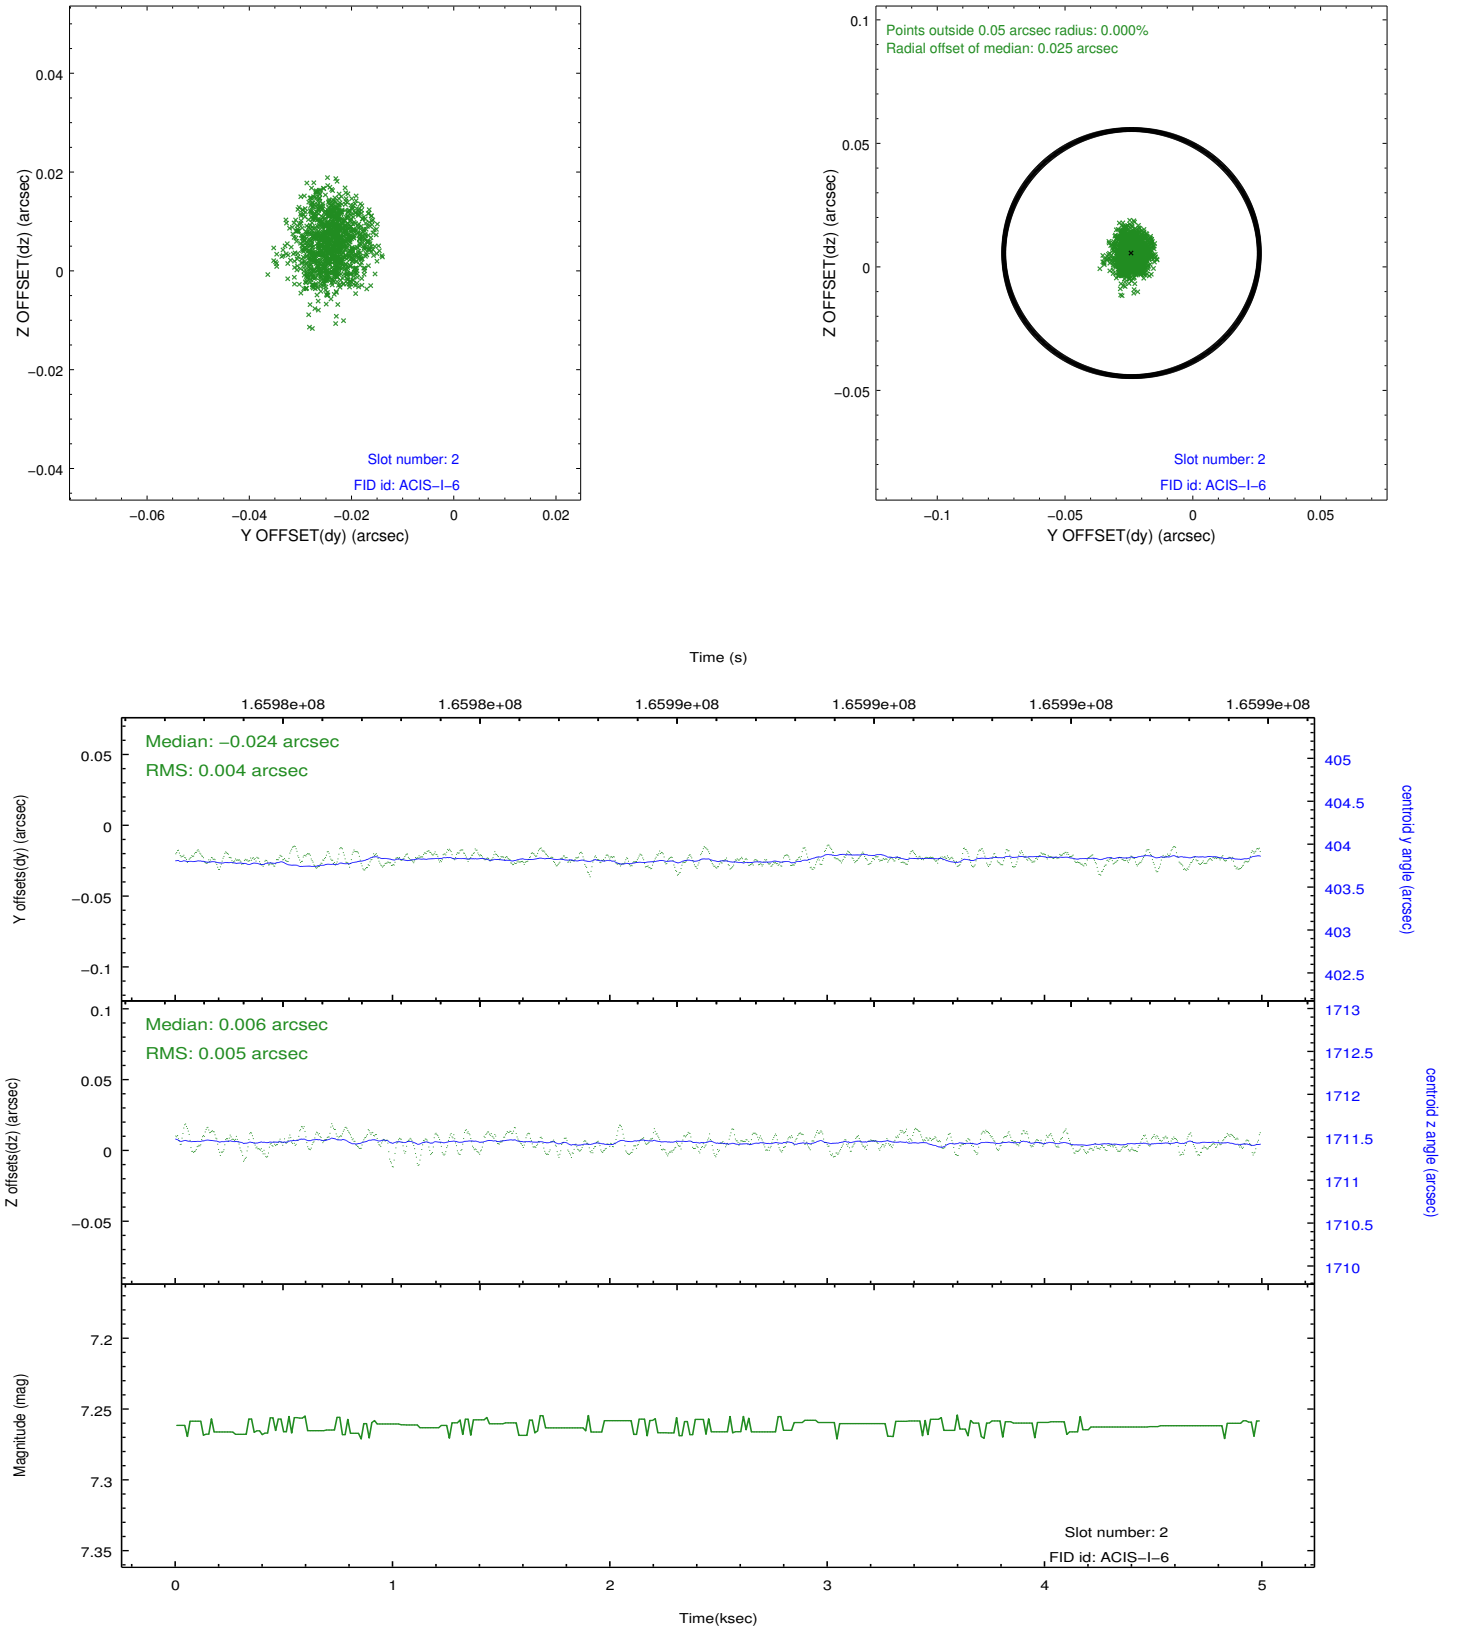 0.04
0.02
0
−0.02
−0.04
Z OFFSET(dz) (arcsec)
Slot number: 2
FID id: ACIS−I−6
−0.06
−0.04
−0.02
0
0.02
Y OFFSET(dy) (arcsec)
Points outside 0.05 arcsec radius: 0.000%
Radial offset of median: 0.025 arcsec
0.1
0.05
0
−0.05
Z OFFSET(dz) (arcsec)
Slot number: 2
FID id: ACIS−I−6
−0.1
−0.05
0
0.05
Y OFFSET(dy) (arcsec)
Time (s)
1.6598e+08
1.6598e+08
1.6599e+08
1.6599e+08
1.6599e+08
1.6599e+08
Median: −0.024 arcsec
RMS: 0.004 arcsec
0.05
0
−0.05
−0.1
Y offsets(dy) (arcsec)
405
404.5
404
403.5
403
402.5
centroid y angle (arcsec)
Median: 0.006 arcsec
RMS: 0.005 arcsec
0.1
0.05
0
−0.05
Z offsets(dz) (arcsec)
1713
1712.5
1712
1711.5
1711
1710.5
1710
centroid z angle (arcsec)
7.2
7.25
7.3
7.35
Magnitude (mag)
Slot number: 2
FID id: ACIS−I−6
0
1
2
3
4
5
Time(ksec)